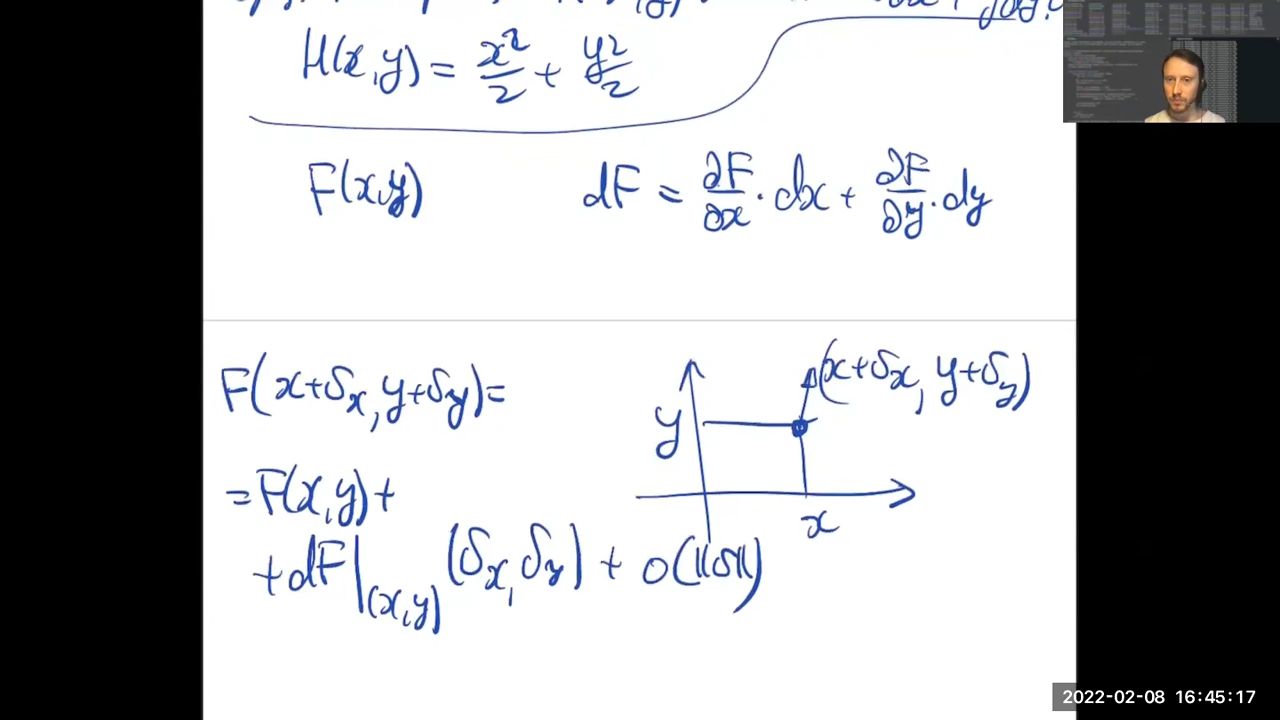 H(x,y) = x²/2 + y²/2
F(x,y) dF = ∂F/∂x · dx + ∂F/∂y · dy
F(x+δx, y+δy) =
(x+δx, y+δy)
y
= F(x,y) +
x
+ dF|(x,y) (δx, δy) + o(||δ||)
2022-02-08 16:45:17